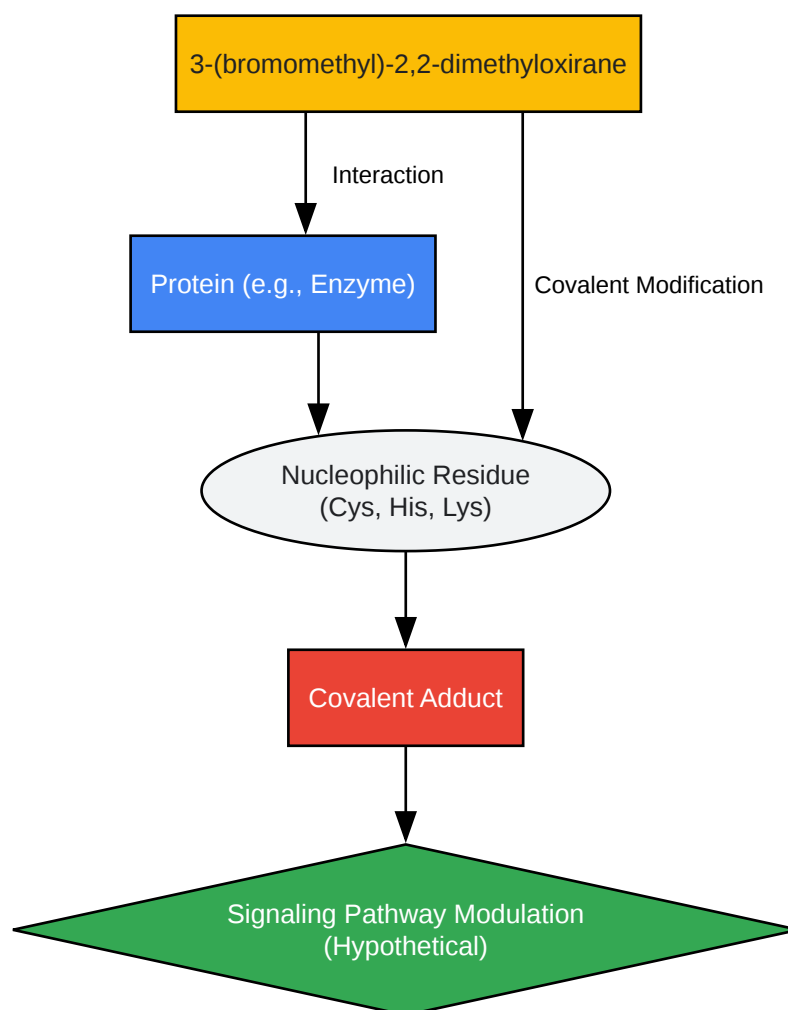 3-(bromomethyl)-2,2-dimethyloxirane
Interaction
Protein (e.g., Enzyme)
Covalent Modification
Nucleophilic Residue
(Cys, His, Lys)
Covalent Adduct
Signaling Pathway Modulation
(Hypothetical)